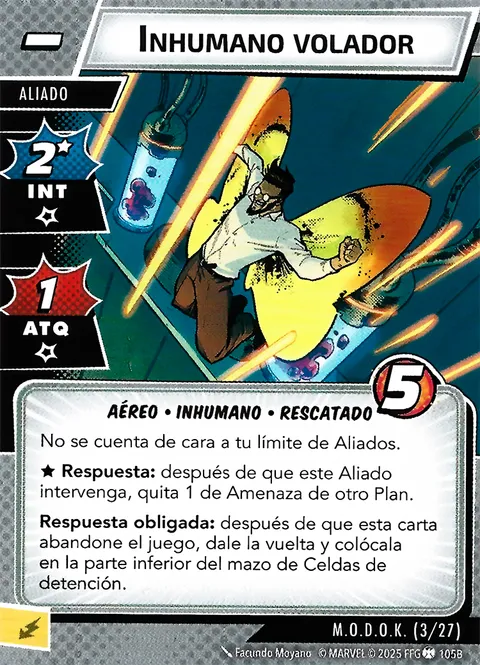 INHUMANO VOLADOR
ALIADO
2
INT
1
ATQ
5
AÉREO • INHUMANO • RESCATADO
No se cuenta de cara a tu límite de Aliados.
★ Respuesta: después de que este Aliado
intervenga, quita 1 de Amenaza de otro Plan.
Respuesta obligada: después de que esta carta
abandone el juego, dale la vuelta y colócala
en la parte inferior del mazo de Celdas de
detención.
M.O.D.O.K. (3/27)
Facundo Moyano © MARVEL © 2025 FFG 105B